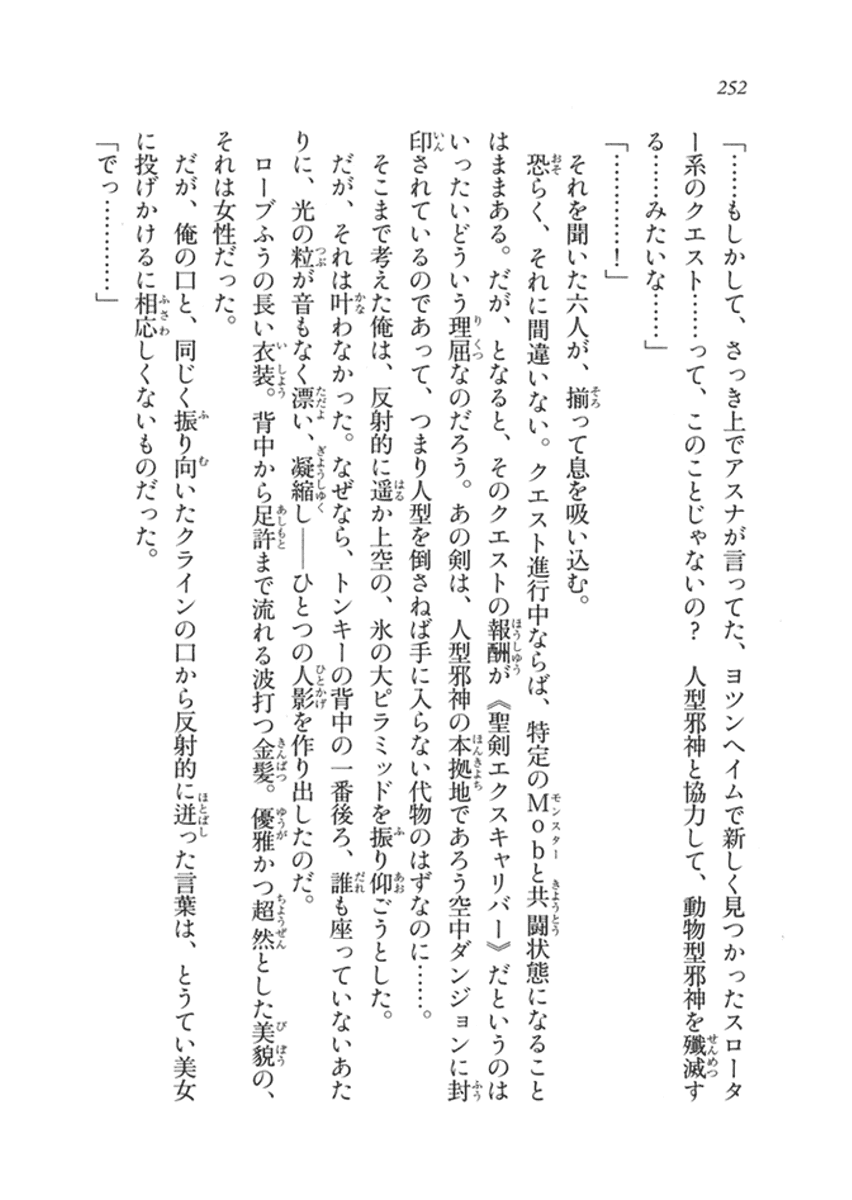 252
「……もしかして、さっき上でアスナが言ってた、ヨツンヘイムで新しく見つかったスロータ
ー系のクエスト……って、このことじゃないの？　人型邪神と協力して、動物型邪神を殲滅す
る……みたいな……」
「…………！」
それを聞いた六人が、揃って息を吸い込む。
恐らく、それに間違いない。クエスト進行中ならば、特定のＭｏｂと共闘状態になること
はままある。だが、となると、そのクエストの報酬が《聖剣エクスキャリバー》だというのは
いったいどういう理屈なのだろう。あの剣は、人型邪神の本拠地であろう空中ダンジョンに封
印されているのであって、つまり人型を倒さねば手に入らない代物のはずなのに……。
そこまで考えた俺は、反射的に遥か上空の、氷の大ピラミッドを振り仰ごうとした。
だが、それは叶わなかった。なぜなら、トンキーの背中の一番後ろ、誰も座っていないあた
りに、光の粒が音もなく漂い、凝縮し――ひとつの人影を作り出したのだ。
ローブふうの長い衣装。背中から足許まで流れる波打つ金髪。優雅かつ超然とした美貌の、
それは女性だった。
だが、俺の口と、同じく振り向いたクラインの口から反射的に迸った言葉は、とうてい美女
に投げかけるに相応しくないものだった。
「でっ…………」